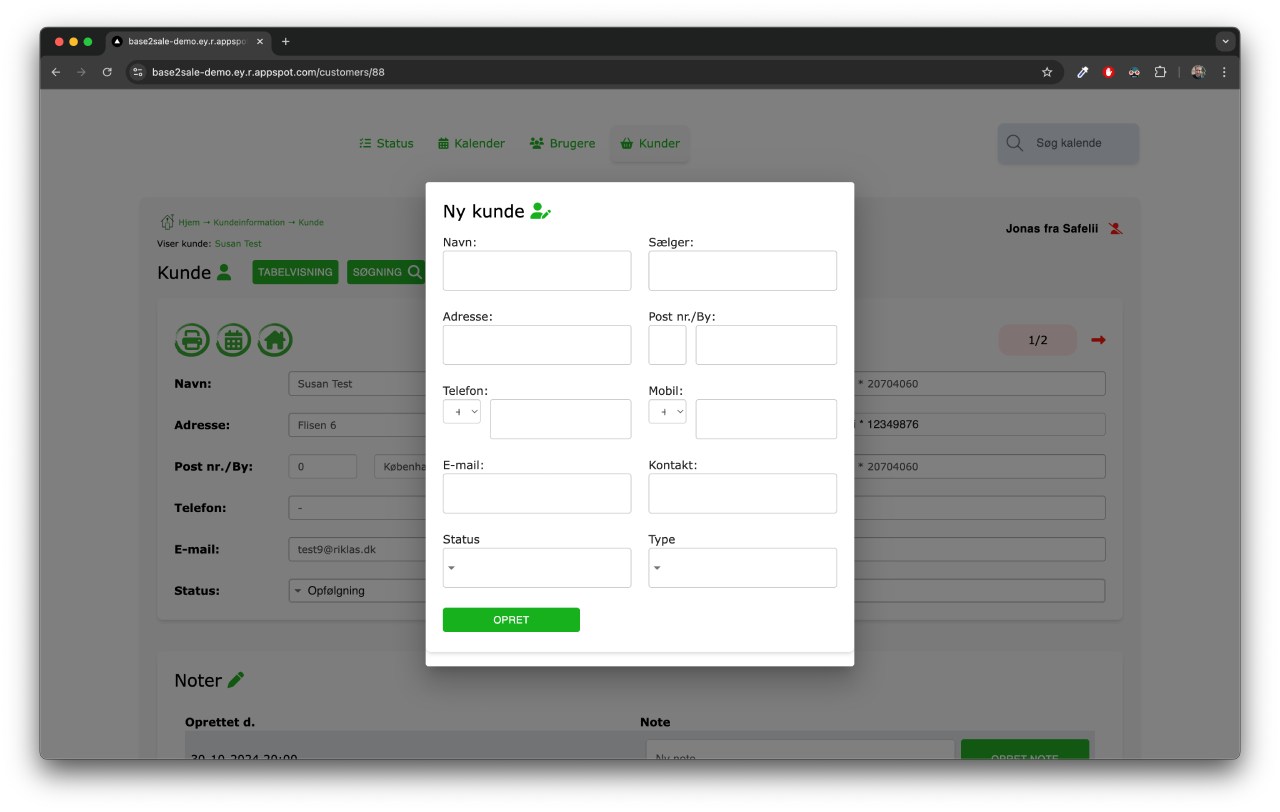 base2sale-demo.ey.r.appspo
base2sale-demo.ey.r.appspot.com/customers/88
Status Kalender Brugere Kunder
Søg kalende
Hjem → Kundeinformation → Kunde
Viser kunde: Susan Test
Jonas fra Safelii
Kunde TABELVISNING SØGNING
1/2
Navn: Susan Test
* 20704060
Adresse: Flisen 6
* 12349876
Post nr./By: 0 Københa
* 20704060
Telefon: -
E-mail: test9@riklas.dk
Status: Opfølgning
Ny kunde
Navn: Sælger:
Adresse: Post nr./By:
Telefon: Mobil:
E-mail: Kontakt:
Status Type
OPRET
Noter
Oprettet d. Note
30-10-2024 20:00 Ny note OPRET NOTE